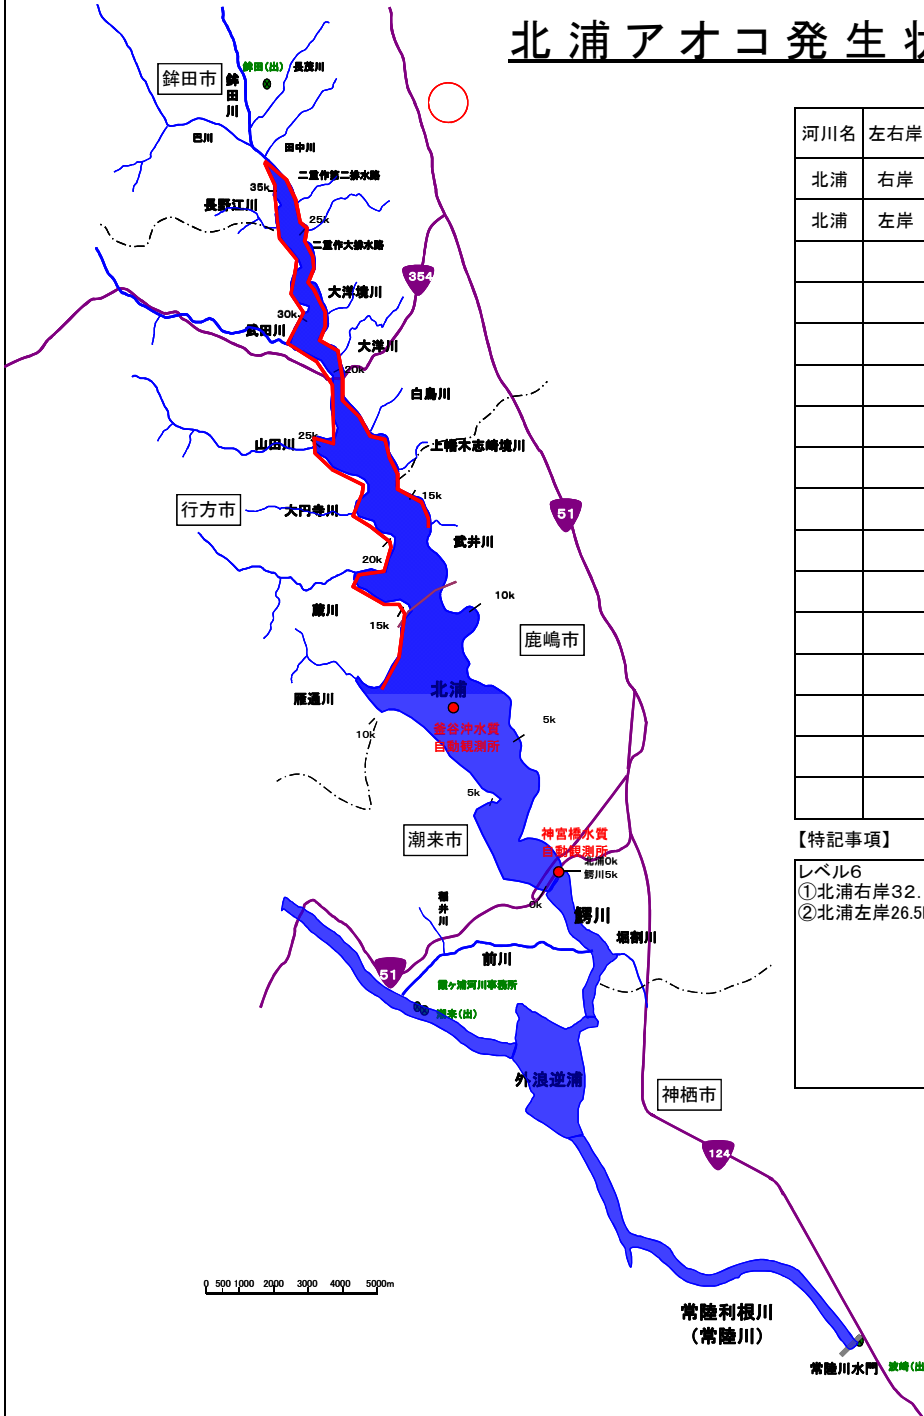 北浦アオコ発生
鉾田市
鉾田(出)
長茂川
鉾田川
巴川
田中川
河川名 左右岸
北浦 右岸
北浦 左岸
二重作第二排水路
35k
長野江川
25k
二重作大排水路
354
大洋境川
30k
武田川
大洋川
20k
白鳥川
25k
山田川
上幡木志崎境川
15k
行方市
大円寺川
51
武井川
20k
10k
蔵川
15k
鹿嶋市
北浦
雁通川
5k
釜谷沖水質
自動観測所
10k
5k
潮来市
神宮橋水質
自動観測所
北浦0k
鰐川5k
0k
【特記事項】
レベル6
①北浦右岸32.
②北浦左岸26.5
鰐川
堀割川
前川
51
霞ヶ浦河川事務所
潮来(出)
外浪逆浦
神栖市
124
0 500 1000 2000 3000 4000 5000m
常陸利根川
(常陸川)
常陸川水門
波崎(出